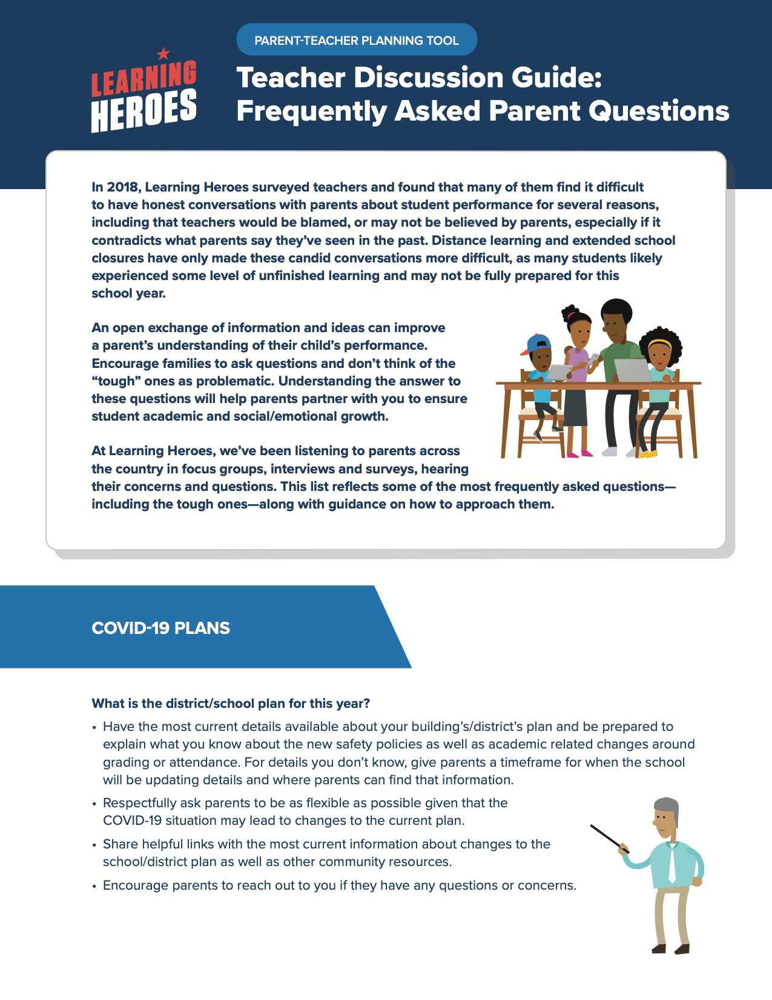 PARENT-TEACHER PLANNING TOOL
LEARNING
HEROES
Teacher Discussion Guide:
Frequently Asked Parent Questions
In 2018, Learning Heroes surveyed teachers and found that many of them find it difficult
to have honest conversations with parents about student performance for several reasons,
including that teachers would be blamed, or may not be believed by parents, especially if it
contradicts what parents say they’ve seen in the past. Distance learning and extended school
closures have only made these candid conversations more difficult, as many students likely
experienced some level of unfinished learning and may not be fully prepared for this
school year.
An open exchange of information and ideas can improve
a parent’s understanding of their child’s performance.
Encourage families to ask questions and don’t think of the
“tough” ones as problematic. Understanding the answer to
these questions will help parents partner with you to ensure
student academic and social/emotional growth.
At Learning Heroes, we’ve been listening to parents across
the country in focus groups, interviews and surveys, hearing
their concerns and questions. This list reflects some of the most frequently asked questions—
including the tough ones—along with guidance on how to approach them.
COVID-19 PLANS
What is the district/school plan for this year?
• Have the most current details available about your building’s/district’s plan and be prepared to
explain what you know about the new safety policies as well as academic related changes around
grading or attendance. For details you don’t know, give parents a timeframe for when the school
will be updating details and where parents can find that information.
• Respectfully ask parents to be as flexible as possible given that the
COVID-19 situation may lead to changes to the current plan.
• Share helpful links with the most current information about changes to the
school/district plan as well as other community resources.
• Encourage parents to reach out to you if they have any questions or concerns.